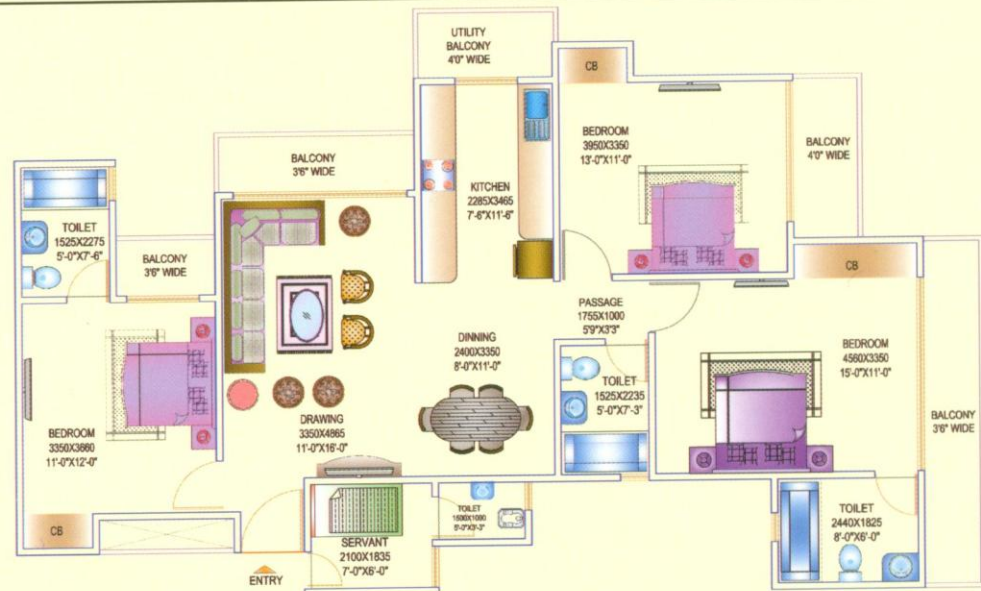 UTILITY
BALCONY
4'0" WIDE
CB
BEDROOM
3950X3350
13'-0"X11'-0"
BALCONY
4'0" WIDE
BALCONY
3'6" WIDE
KITCHEN
2285X3465
7'-6"X11'-6"
TOILET
1525X2275
5'-0"X7'-6"
BALCONY
3'6" WIDE
CB
PASSAGE
1755X1000
5'9"X3'3"
DINNING
2400X3350
8'-0"X11'-0"
BEDROOM
4560X3350
15'-0"X11'-0"
TOILET
1525X2235
5'-0"X7'-3"
BALCONY
3'6" WIDE
DRAWING
3350X4865
11'-0"X16'-0"
BEDROOM
3350X3660
11'-0"X12'-0"
CB
TOILET
5'-0"X3'-3"
SERVANT
2100X1835
7'-0"X6'-0"
TOILET
2440X1825
8'-0"X6'-0"
ENTRY